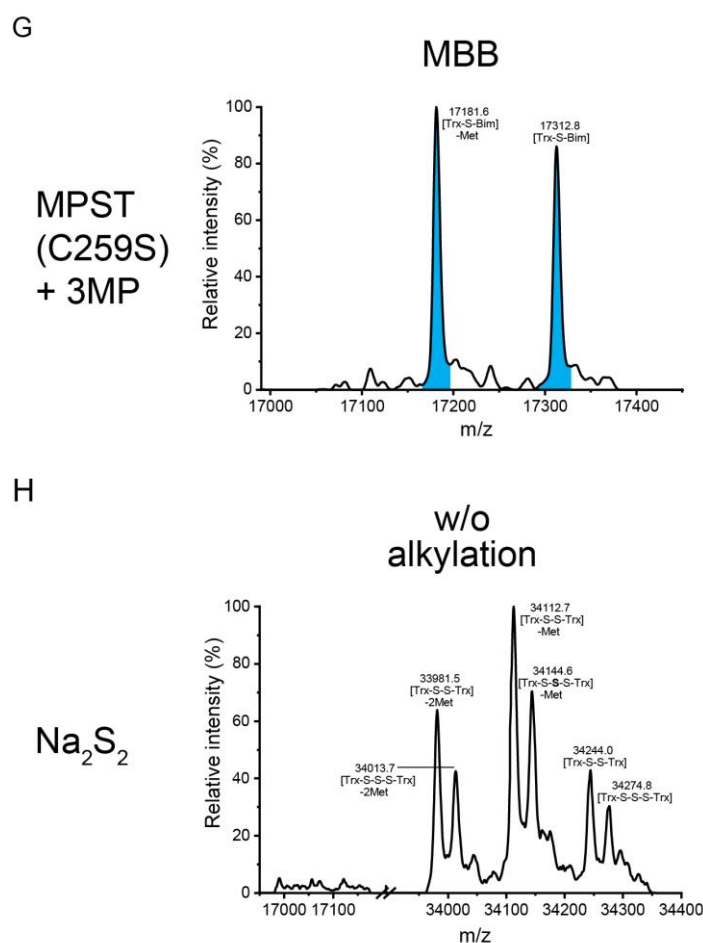 G
MBB
MPST
(C259S)
+ 3MP
Relative intensity (%)
100
80
60
40
20
0
17181.6
[Trx-S-Bim]
-Met
17312.8
[Trx-S-Bim]
17000
17100
17200
17300
17400
m/z
H
w/o
alkylation
Na₂S₂
Relative intensity (%)
100
80
60
40
20
0
34112.7
[Trx-S-S-Trx]
-Met
34144.6
[Trx-S-S-S-Trx]
-Met
33981.5
[Trx-S-S-Trx]
-2Met
34013.7
[Trx-S-S-S-Trx]
-2Met
34244.0
[Trx-S-S-Trx]
34274.8
[Trx-S-S-S-Trx]
17000
17100
34000
34100
34200
34300
34400
m/z